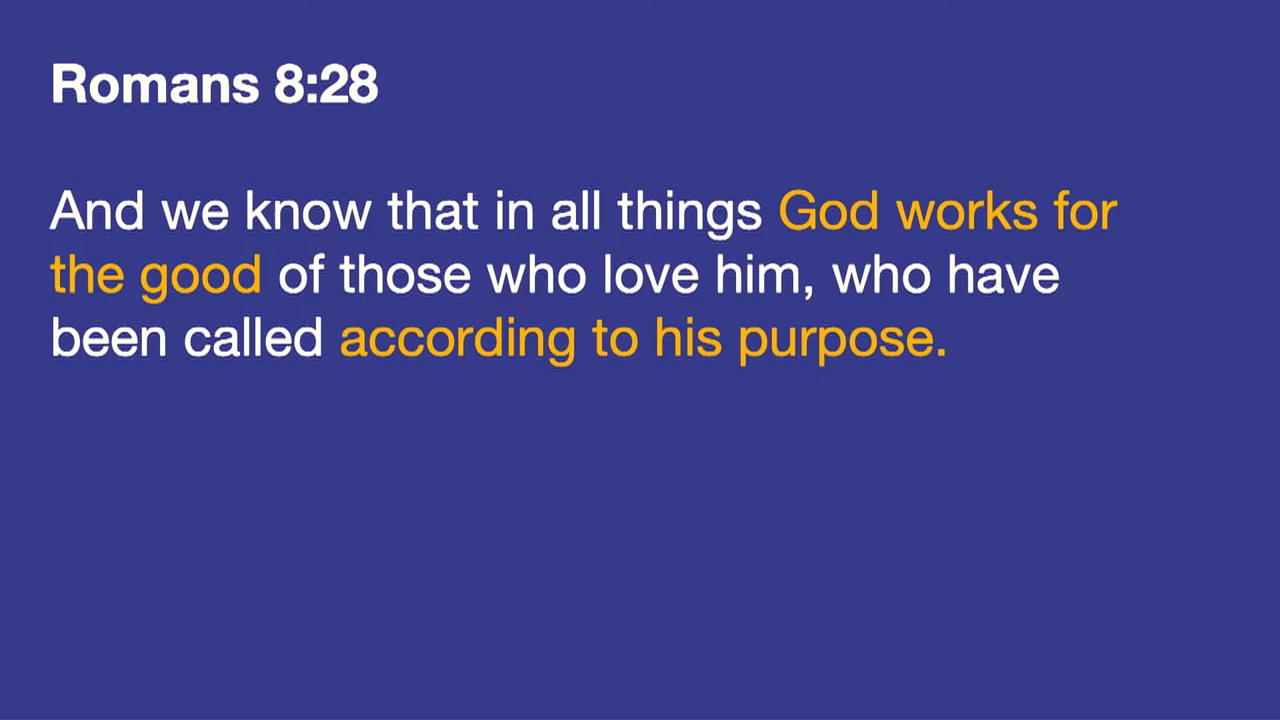 Romans 8:28
And we know that in all things God works for
the good of those who love him, who have
been called according to his purpose.